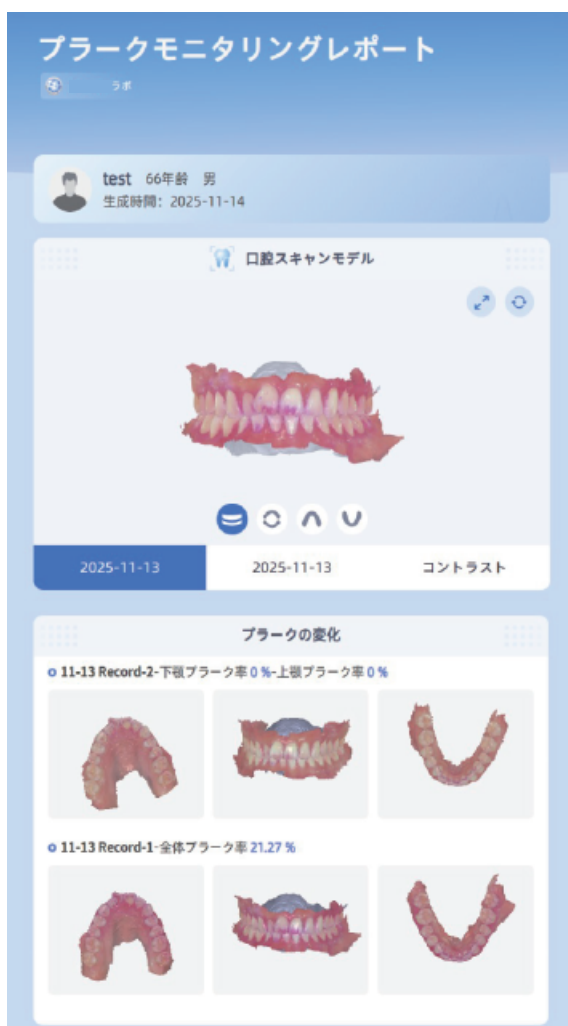 プラークモニタリングレポート
ラボ
test 66年齢 男
生成時間：2025-11-14
口腔スキャンモデル
2025-11-13 2025-11-13 コントラスト
プラークの変化
11-13 Record-2-下顎プラーク率 0 %-上顎プラーク率 0 %
11-13 Record-1-全体プラーク率 21.27 %